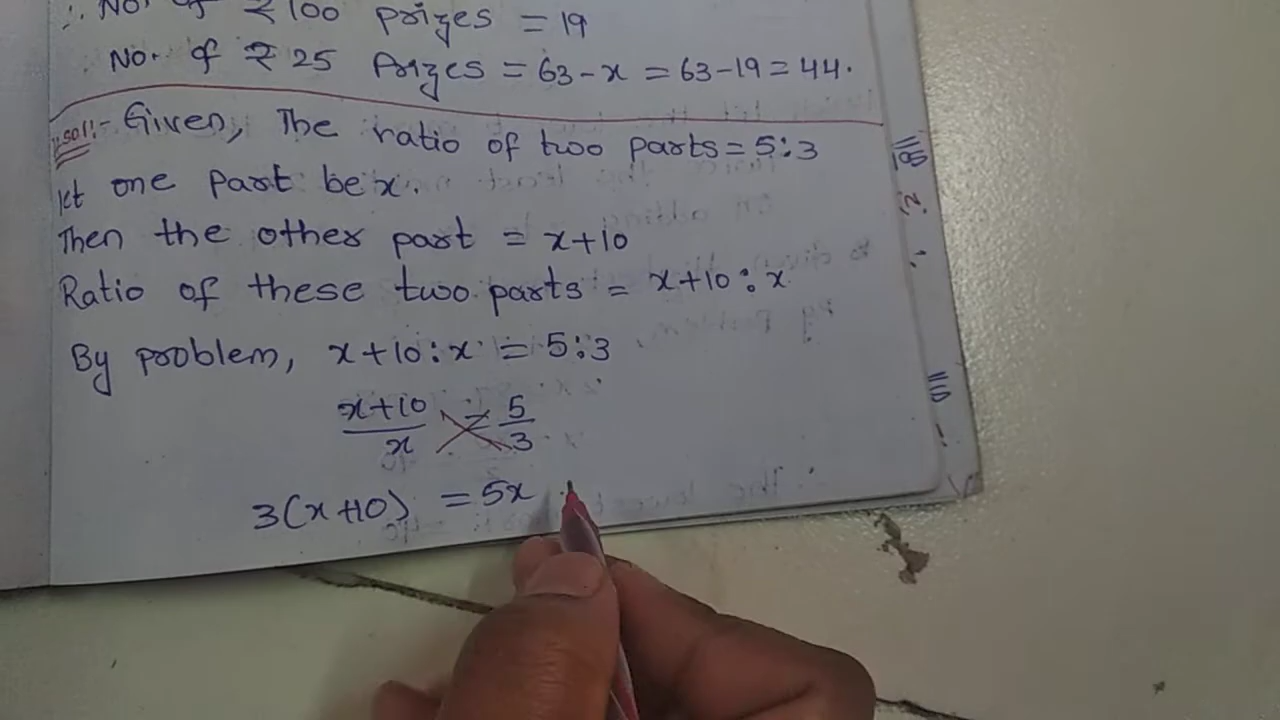 ∴ No. of ₹100 prizes = 19
∴ No. of ₹25 Prizes = 63-x = 63-19=44.
sol:- Given, The ratio of two parts=5:3
let one part be x.
Then the other part = x+10
Ratio of these two parts = x+10:x
By problem, x+10:x = 5:3
x+10/x = 5/3
3(x+10) = 5x